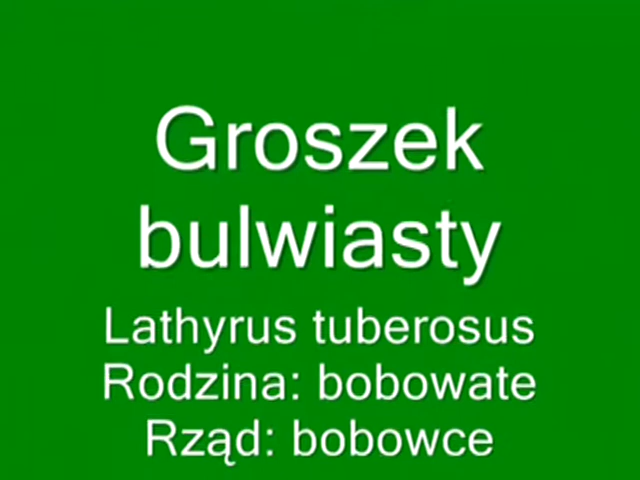 Groszek
bulwiasty
Lathyrus tuberosus
Rodzina: bobowate
Rząd: bobowce